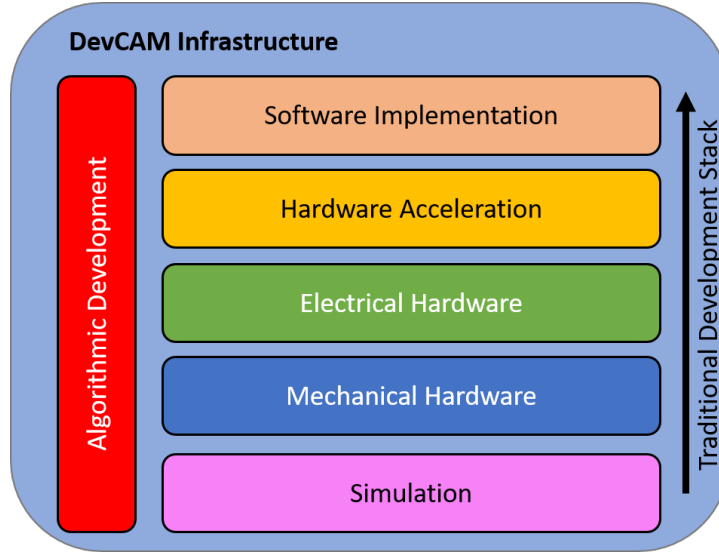 DevCAM Infrastructure
Algorithmic Development
Software Implementation
Hardware Acceleration
Electrical Hardware
Mechanical Hardware
Simulation
Traditional Development Stack